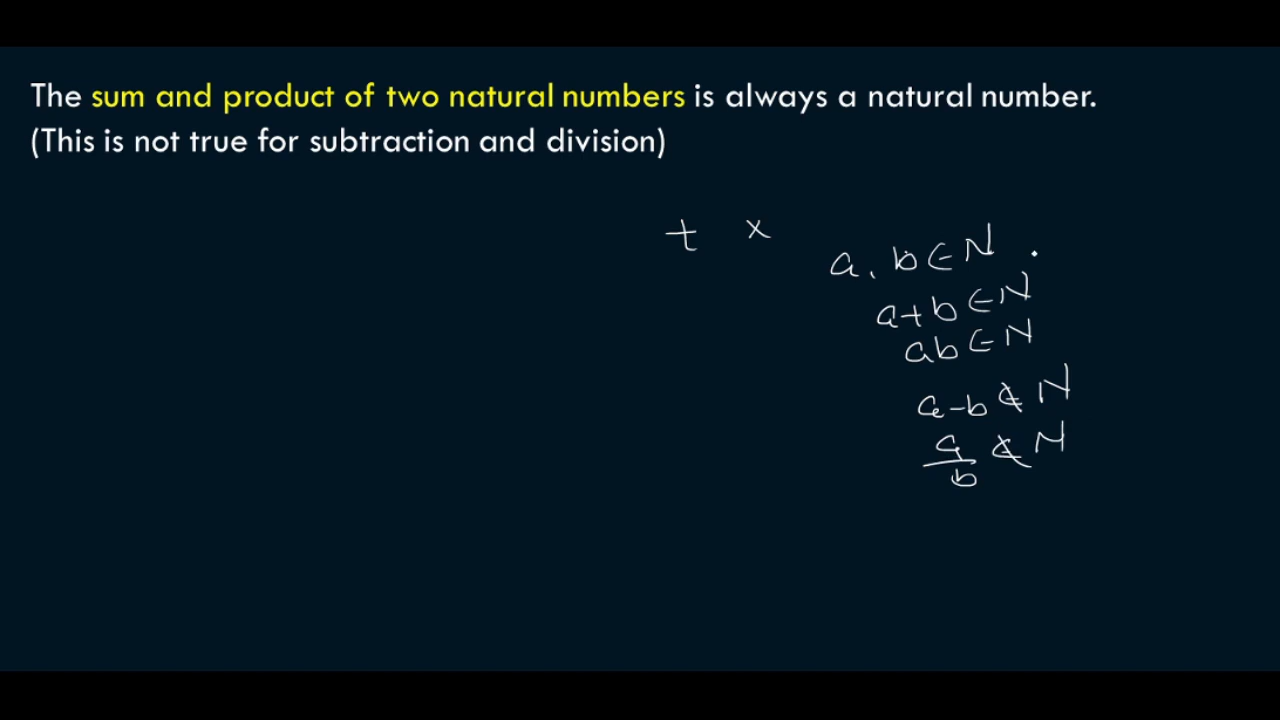 The sum and product of two natural numbers is always a natural number.
(This is not true for subtraction and division)
+ ×
a, b ∈ N .
a+b ∈ N
ab ∈ N
a-b ∉ N
a/b ∉ N